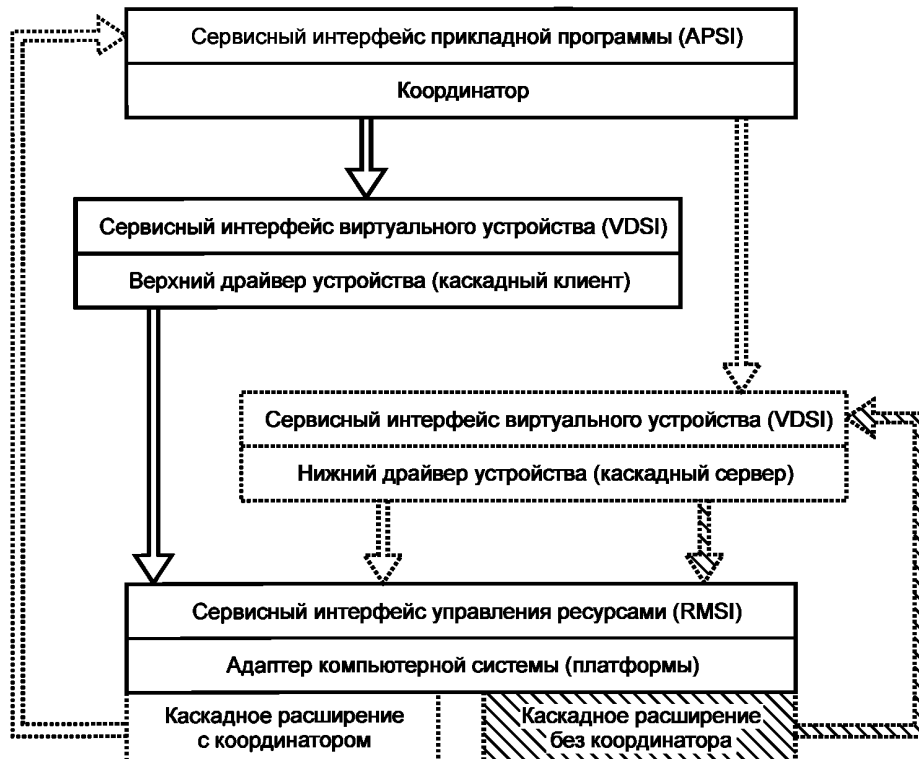 Сервисный интерфейс прикладной программы (APSI)
Координатор
Сервисный интерфейс виртуального устройства (VDSI)
Верхний драйвер устройства (каскадный клиент)
Сервисный интерфейс виртуального устройства (VDSI)
Нижний драйвер устройства (каскадный сервер)
Сервисный интерфейс управления ресурсами (RMSI)
Адаптер компьютерной системы (платформы)
Каскадное расширение
с координатором
Каскадное расширение
без координатора